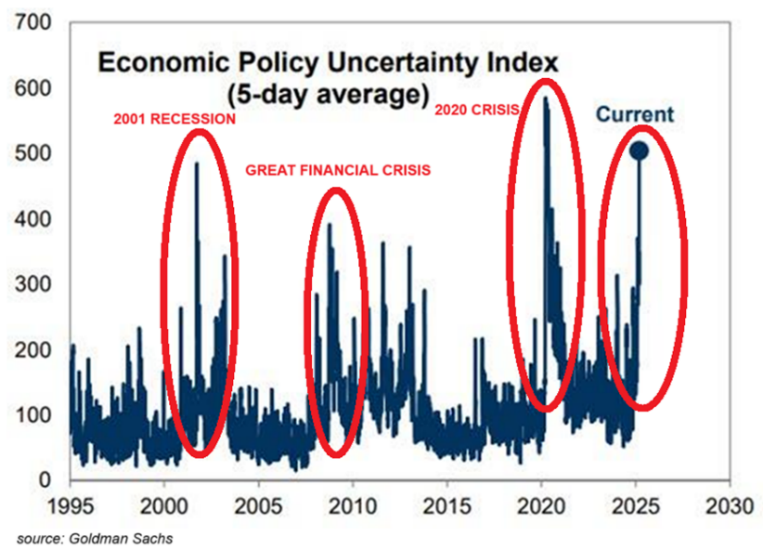 700
Economic Policy Uncertainty Index
(5-day average)
600
2001 RECESSION
2020 CRISIS
Current
500
GREAT FINANCIAL CRISIS
400
300
200
100
0
1995 2000 2005 2010 2015 2020 2025 2030
source: Goldman Sachs